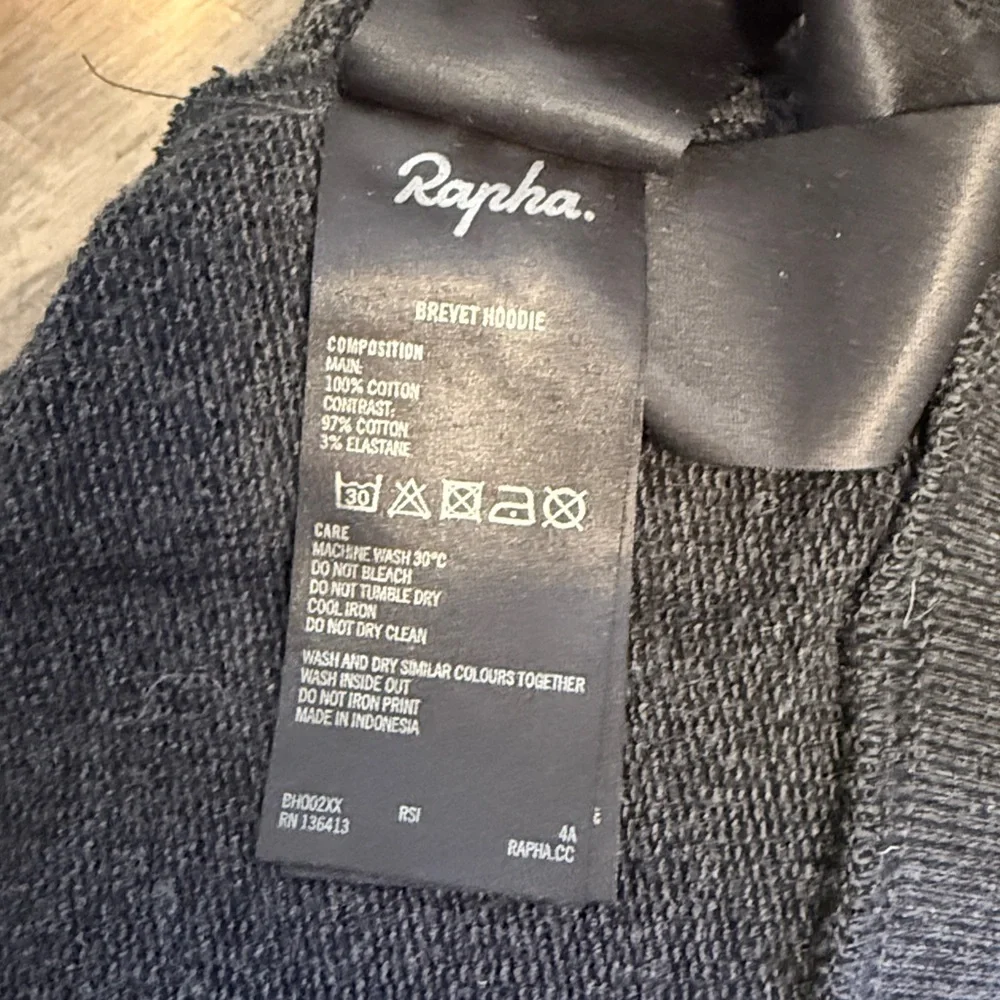 Rapha.
BREVET HOODIE
COMPOSITION
MAIN:
100% COTTON
CONTRAST:
97% COTTON
3% ELASTANE
30
CARE
MACHINE WASH 30°C
DO NOT BLEACH
DO NOT TUMBLE DRY
COOL IRON
DO NOT DRY CLEAN
WASH AND DRY SIMILAR COLOURS TOGETHER
WASH INSIDE OUT
DO NOT IRON PRINT
MADE IN INDONESIA
BH002XX RSI
RN 136413 4A
RAPHA.CC